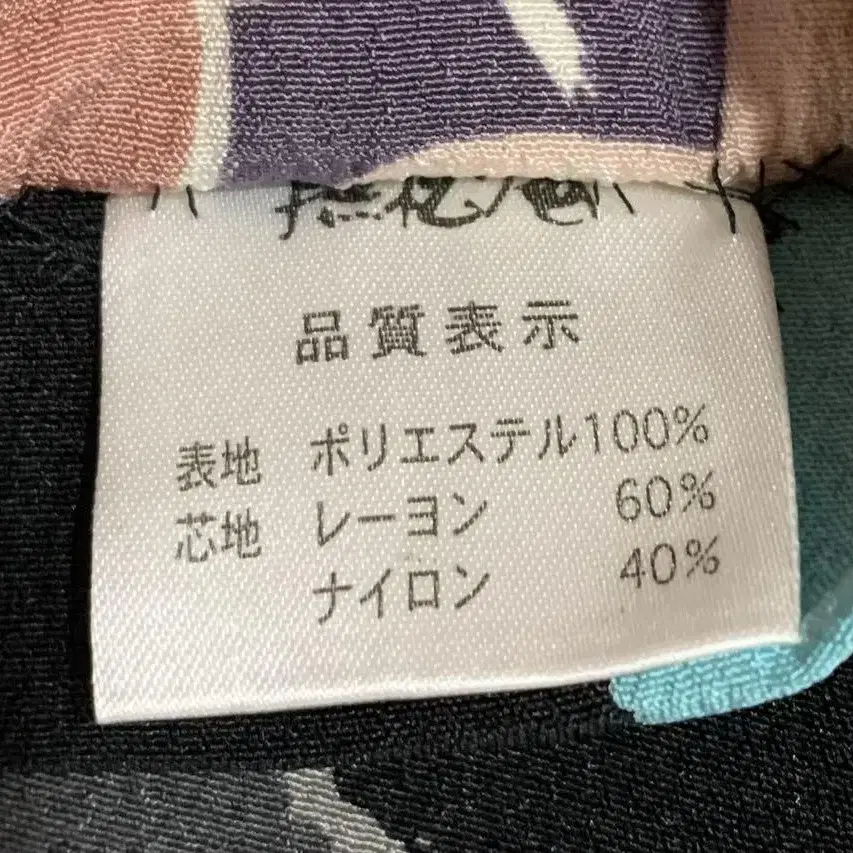 品質表示
表地 ポリエステル100%
芯地 レーヨン 60%
ナイロン 40%